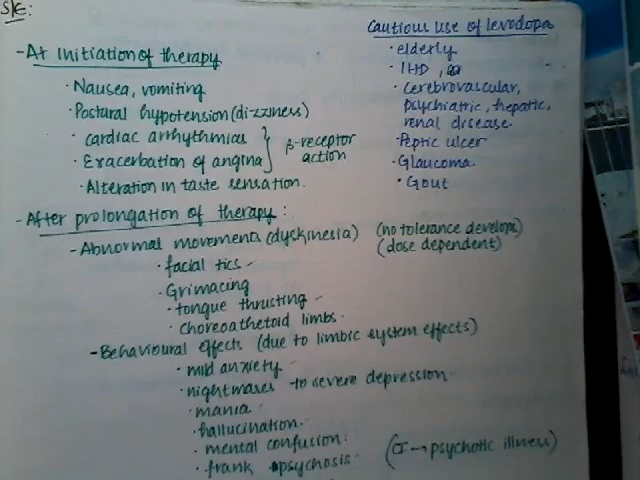 S/E:
- At initiation of therapy
· Nausea, vomiting
· Postural hypotension (dizziness)
· cardiac arrhythmias
· Exacerbation of angina } β-receptor action
· Alteration in taste sensation.
Cautious use of levodopa
· elderly
· IHD,
· Cerebrovascular,
psychiatric, hepatic,
renal disease.
· Peptic ulcer
· Glaucoma.
· Gout
- After prolongation of therapy:
- Abnormal movements (dyskinesia) (no tolerance develops)
(dose dependent)
· facial tics
· Grimacing
· tongue thrusting
· choreoathetoid limbs.
- Behavioural effects (due to limbic system effects)
· mild anxiety
· nightmares - to severe depression
· mania
· hallucination.
· mental confusion.
· frank psychosis. (CI → psychotic illness)